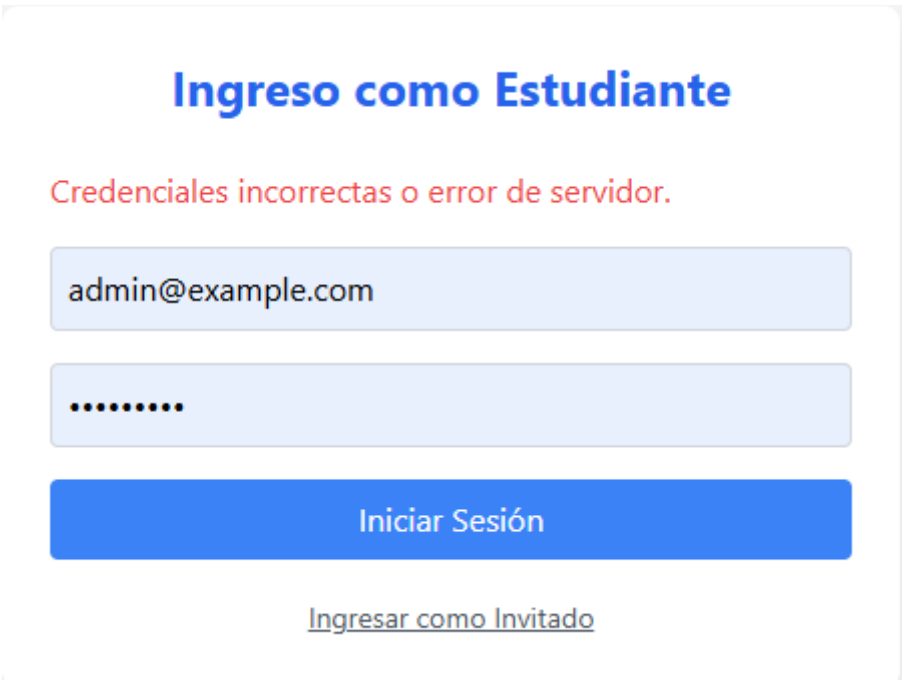 Ingreso como Estudiante
Credenciales incorrectas o error de servidor.
admin@example.com
•••••••••
Iniciar Sesión
Ingresar como Invitado